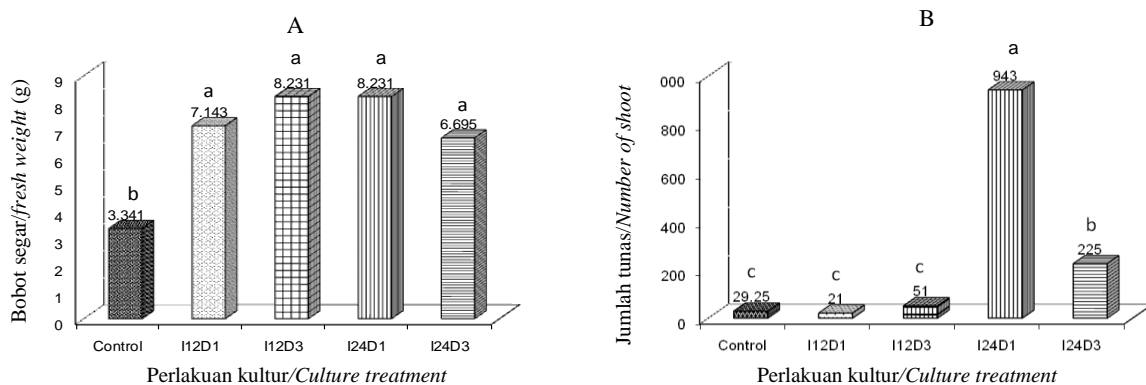 A
Bobot segar/fresh weight (g)
9
8
7
6
5
4
3
2
1
0
b
3.341
a
7.143
a
8.231
a
8.231
a
6.695
Control
I12D1
I12D3
I24D1
I24D3
Perlakuan kultur/Culture treatment
B
Jumlah tunas/Number of shoot
000
800
600
400
200
000
c
29,25
c
21
c
51
a
943
b
225
Control
I12D1
I12D3
I24D1
I24D3
Perlakuan kultur/Culture treatment